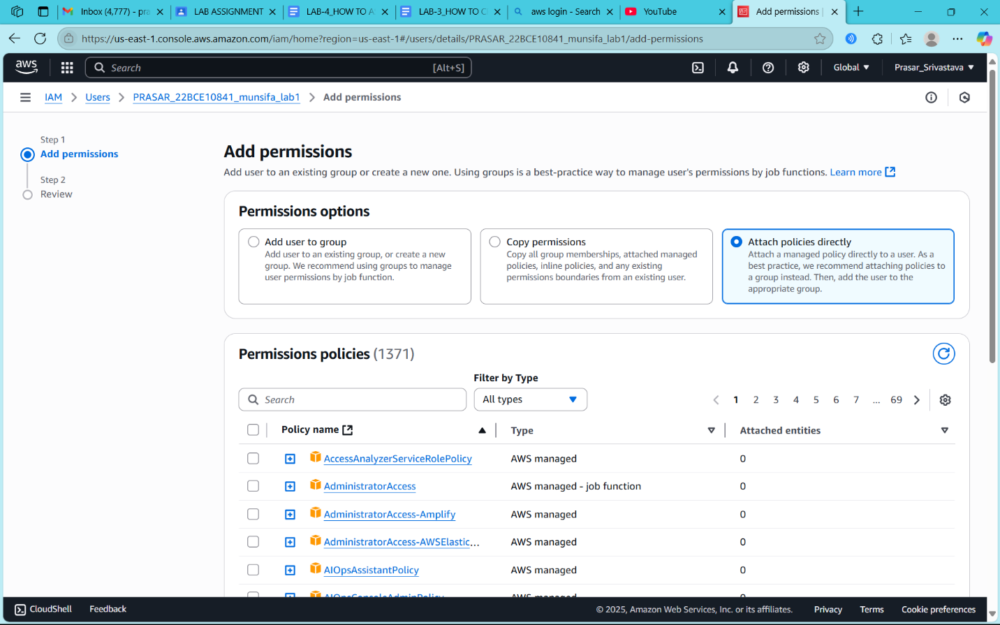 Inbox (4,777) - pra
LAB ASSIGNMENT
LAB-4_HOW TO A
LAB-3_HOW TO C
aws login - Search
YouTube
Add permissions
https://us-east-1.console.aws.amazon.com/iam/home?region=us-east-1#/users/details/PRASAR_22BCE10841_munsifa_lab1/add-permissions
aws
Search
[Alt+S]
Global
Prasar_Srivastava
IAM > Users > PRASAR_22BCE10841_munsifa_lab1 > Add permissions
Step 1
Add permissions
Step 2
Review
Add permissions
Add user to an existing group or create a new one. Using groups is a best-practice way to manage user's permissions by job functions. Learn more
Permissions options
Add user to group
Add user to an existing group, or create a new
group. We recommend using groups to manage
user permissions by job function.
Copy permissions
Copy all group memberships, attached managed
policies, inline policies, and any existing
permissions boundaries from an existing user.
Attach policies directly
Attach a managed policy directly to a user. As a
best practice, we recommend attaching policies to
a group instead. Then, add the user to the
appropriate group.
Permissions policies (1371)
Filter by Type
Search
All types
1 2 3 4 5 6 7 ... 69
Policy name
Type
Attached entities
AccessAnalyzerServiceRolePolicy AWS managed 0
AdministratorAccess AWS managed - job function 0
AdministratorAccess-Amplify AWS managed 0
AdministratorAccess-AWSElastic... AWS managed 0
AIOpsAssistantPolicy AWS managed 0
AIOpsConsoleAdminPolicy AWS managed 0
CloudShell
Feedback
© 2025, Amazon Web Services, Inc. or its affiliates.
Privacy
Terms
Cookie preferences